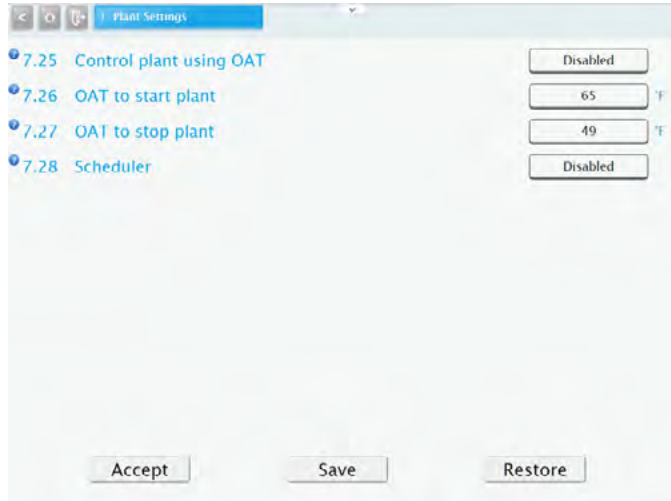 Plant Settings
7.25 Control plant using OAT Disabled
7.26 OAT to start plant 65 °F
7.27 OAT to stop plant 49 °F
7.28 Scheduler Disabled
Accept Save Restore